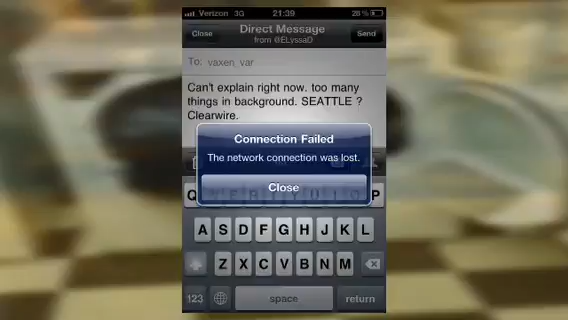 Verizon 3G 21:39 28 %
Close Direct Message Send
from @ELyssaD
To: vaxen_var
Can't explain right now. too many
things in background. SEATTLE ?
Clearwire.
Connection Failed
The network connection was lost.
Close
Q W E R T Y U I O P
A S D F G H J K L
Z X C V B N M
123 space return